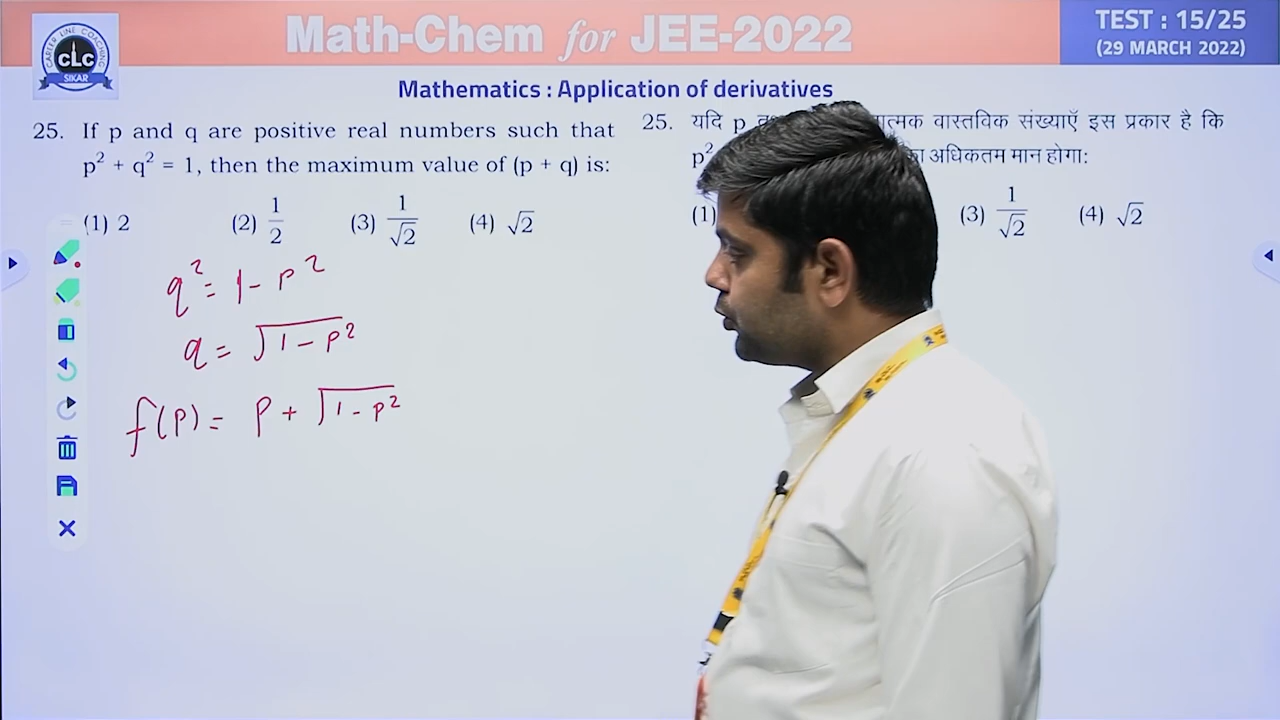 CAREER LINE COACHING
CLC
SIKAR
Math-Chem for JEE-2022
TEST : 15/25
(29 MARCH 2022)
Mathematics : Application of derivatives
25. If p and q are positive real numbers such that
p² + q² = 1, then the maximum value of (p + q) is:
(1) 2 (2) 1/2 (3) 1/√2 (4) √2
q² = 1 - p²
q = √(1 - p²)
f(p) = p + √(1 - p²)
25. यदि p वास्तविक संख्याएँ इस प्रकार है कि
p² अधिकतम मान होगा:
(1) (3) 1/√2 (4) √2